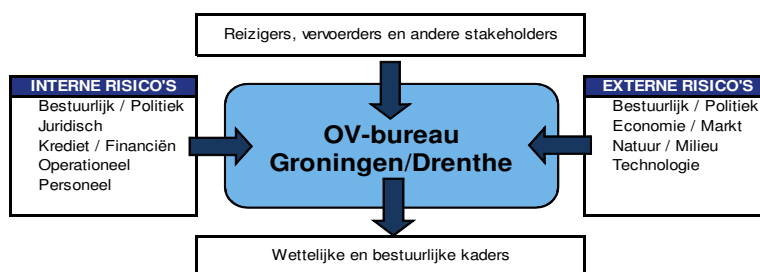 Reizigers, vervoerders en andere stakeholders
INTERNE RISICO'S
Bestuurlijk / Politiek
Juridisch
Krediet / Financiën
Operationeel
Personeel
OV-bureau
Groningen/Drenthe
EXTERNE RISICO'S
Bestuurlijk / Politiek
Economie / Markt
Natuur / Milieu
Technologie
Wettelijke en bestuurlijke kaders